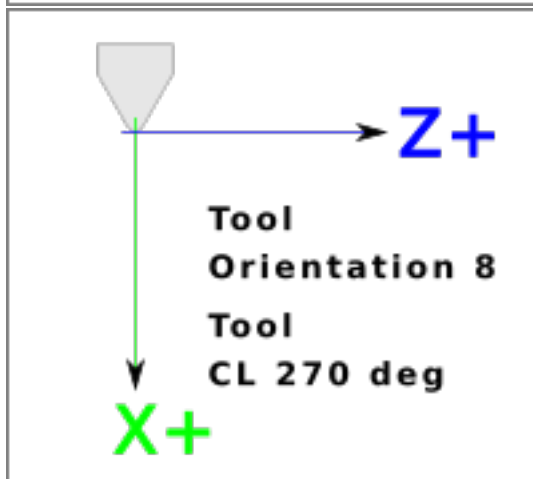 Z+
Tool
Orientation 8
Tool
CL 270 deg
X+